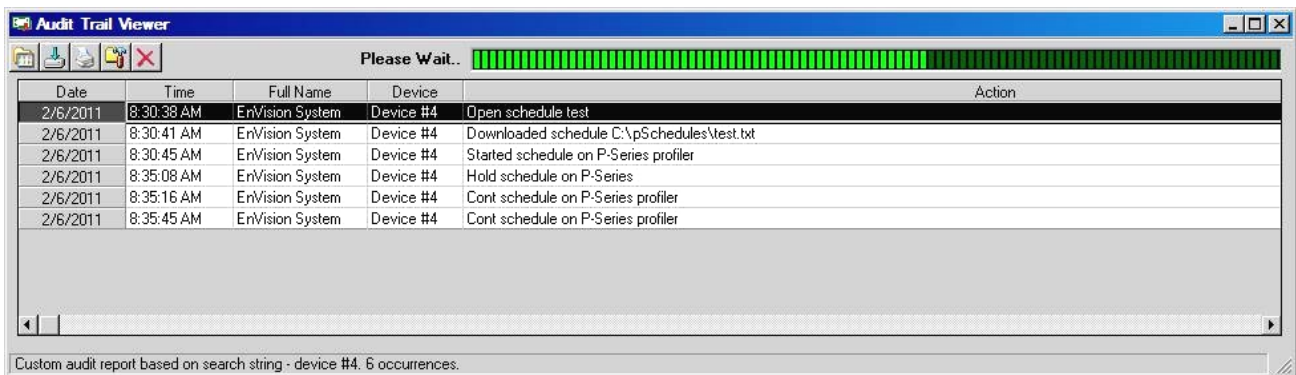 Audit Trail Viewer
Please Wait..
Date Time Full Name Device Action
2/6/2011 8:30:38 AM EnVision System Device #4 Open schedule test
2/6/2011 8:30:41 AM EnVision System Device #4 Downloaded schedule C:\pSchedules\test.txt
2/6/2011 8:30:45 AM EnVision System Device #4 Started schedule on P-Series profiler
2/6/2011 8:35:08 AM EnVision System Device #4 Hold schedule on P-Series
2/6/2011 8:35:16 AM EnVision System Device #4 Cont schedule on P-Series profiler
2/6/2011 8:35:45 AM EnVision System Device #4 Cont schedule on P-Series profiler
Custom audit report based on search string - device #4. 6 occurrences.